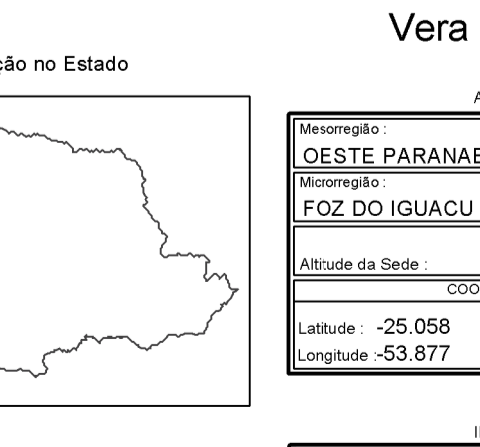 Vera
ção no Estado
Mesorregião :
OESTE PARANAE
Microrregião :
FOZ DO IGUACU
Altitude da Sede :
COO
Latitude : -25.058
Longitude :-53.877